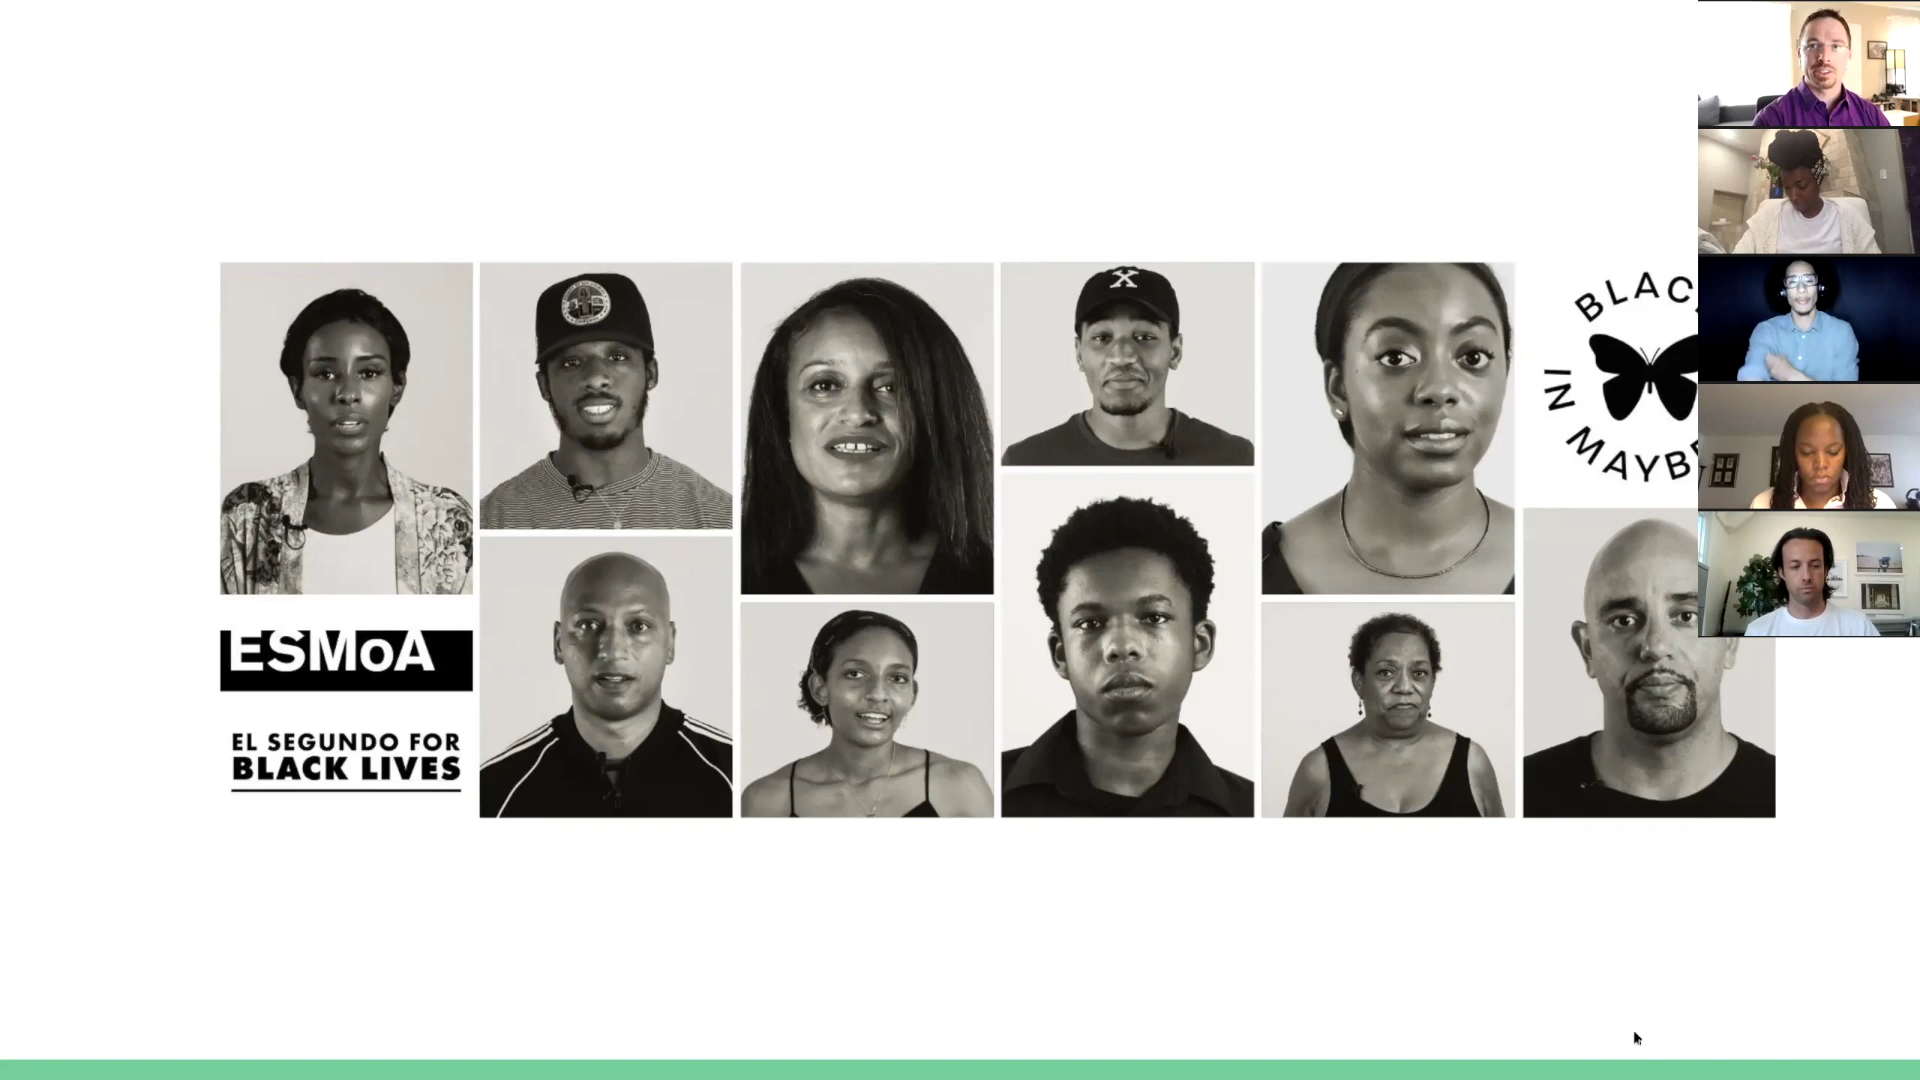 BLAC
IN
MAYB
X
ESMoA
EL SEGUNDO FOR
BLACK LIVES